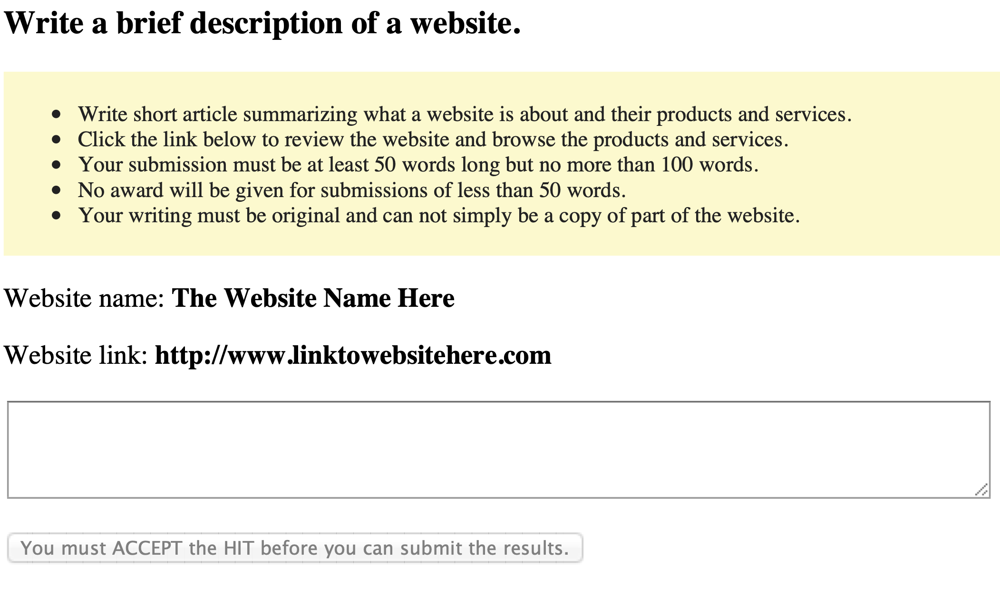 Write a brief description of a website.
• Write short article summarizing what a website is about and their products and services.
• Click the link below to review the website and browse the products and services.
• Your submission must be at least 50 words long but no more than 100 words.
• No award will be given for submissions of less than 50 words.
• Your writing must be original and can not simply be a copy of part of the website.
Website name: The Website Name Here
Website link: http://www.linktowebsitehere.com
You must ACCEPT the HIT before you can submit the results.